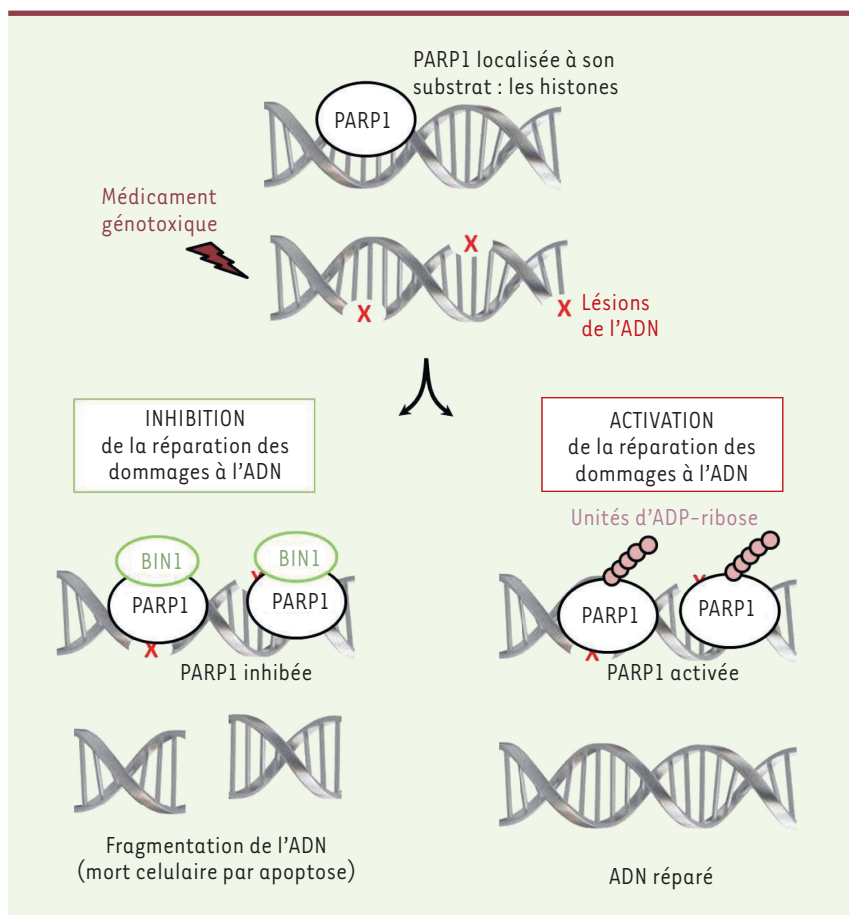 PARP1 localisée à son
substrat : les histones
PARP1
Médicament
génotoxique
X
X
X
Lésions
de l'ADN
INHIBITION
de la réparation des
dommages à l'ADN
ACTIVATION
de la réparation des
dommages à l'ADN
Unités d'ADP-ribose
BIN1
BIN1
PARP1
PARP1
X
X
PARP1 inhibée
PARP1
PARP1
X
X
PARP1 activée
Fragmentation de l'ADN
(mort cellulaire par apoptose)
ADN réparé